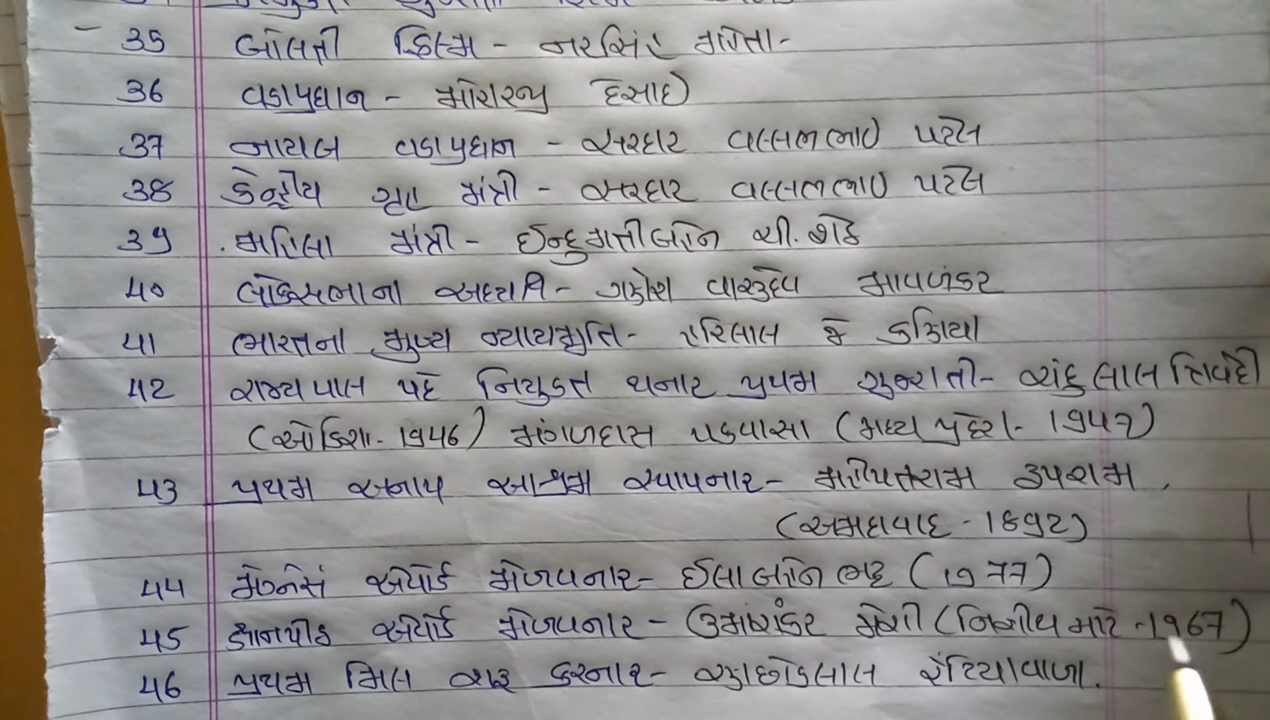 35 બોલતી ફિલ્મ - નરસિંહ મહેતા -
36 વડાપ્રધાન - મોરારજી દેસાઈ
37 નાયબ વડાપ્રધાન - સરદાર વલ્લભભાઈ પટેલ
38 કેન્દ્રીય ગૃહ મંત્રી - સરદાર વલ્લભભાઈ પટેલ
39 મહિલા મંત્રી - ઈન્દુમતીબહેન ચી. શેઠ
40 લોકસભાના અધ્યક્ષ - ગણેશ વાસુદેવ માવળંકર
41 ભારતના મુખ્ય ન્યાયમૂર્તિ - હરિલાલ જે કણિયા
42 રાજ્યપાલ પદે નિયુક્ત થનાર પ્રથમ ગુજરાતી - ચંદુલાલ ત્રિવેદી
(ઓડિશા - 1946) મંગળદાસ પકવાસા (મધ્ય પ્રદેશ - 1947)
43 પ્રથમ અનાથ આશ્રમ સ્થાપનાર - મહીપતરામ રૂપરામ
(અમદાવાદ - 1892)
44 મેગ્નેસે એવોર્ડ મેળવનાર - ઈલાબહેન ભટ્ટ (1977)
45 જ્ઞાનપીઠ એવોર્ડ મેળવનાર - ઉમાશંકર જોશી (નિશીથ માટે - 1967)
46 પ્રથમ મિલ શરૂ કરનાર - રણછોડલાલ રેંટિયાવાળા.